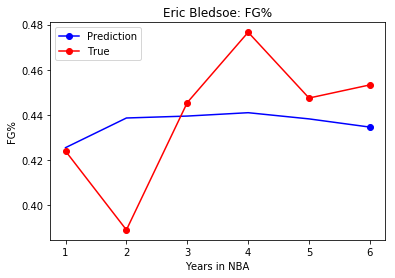 Eric Bledsoe: FG%
Prediction
True
0.48
0.46
0.44
0.42
0.40
FG%
1 2 3 4 5 6
Years in NBA